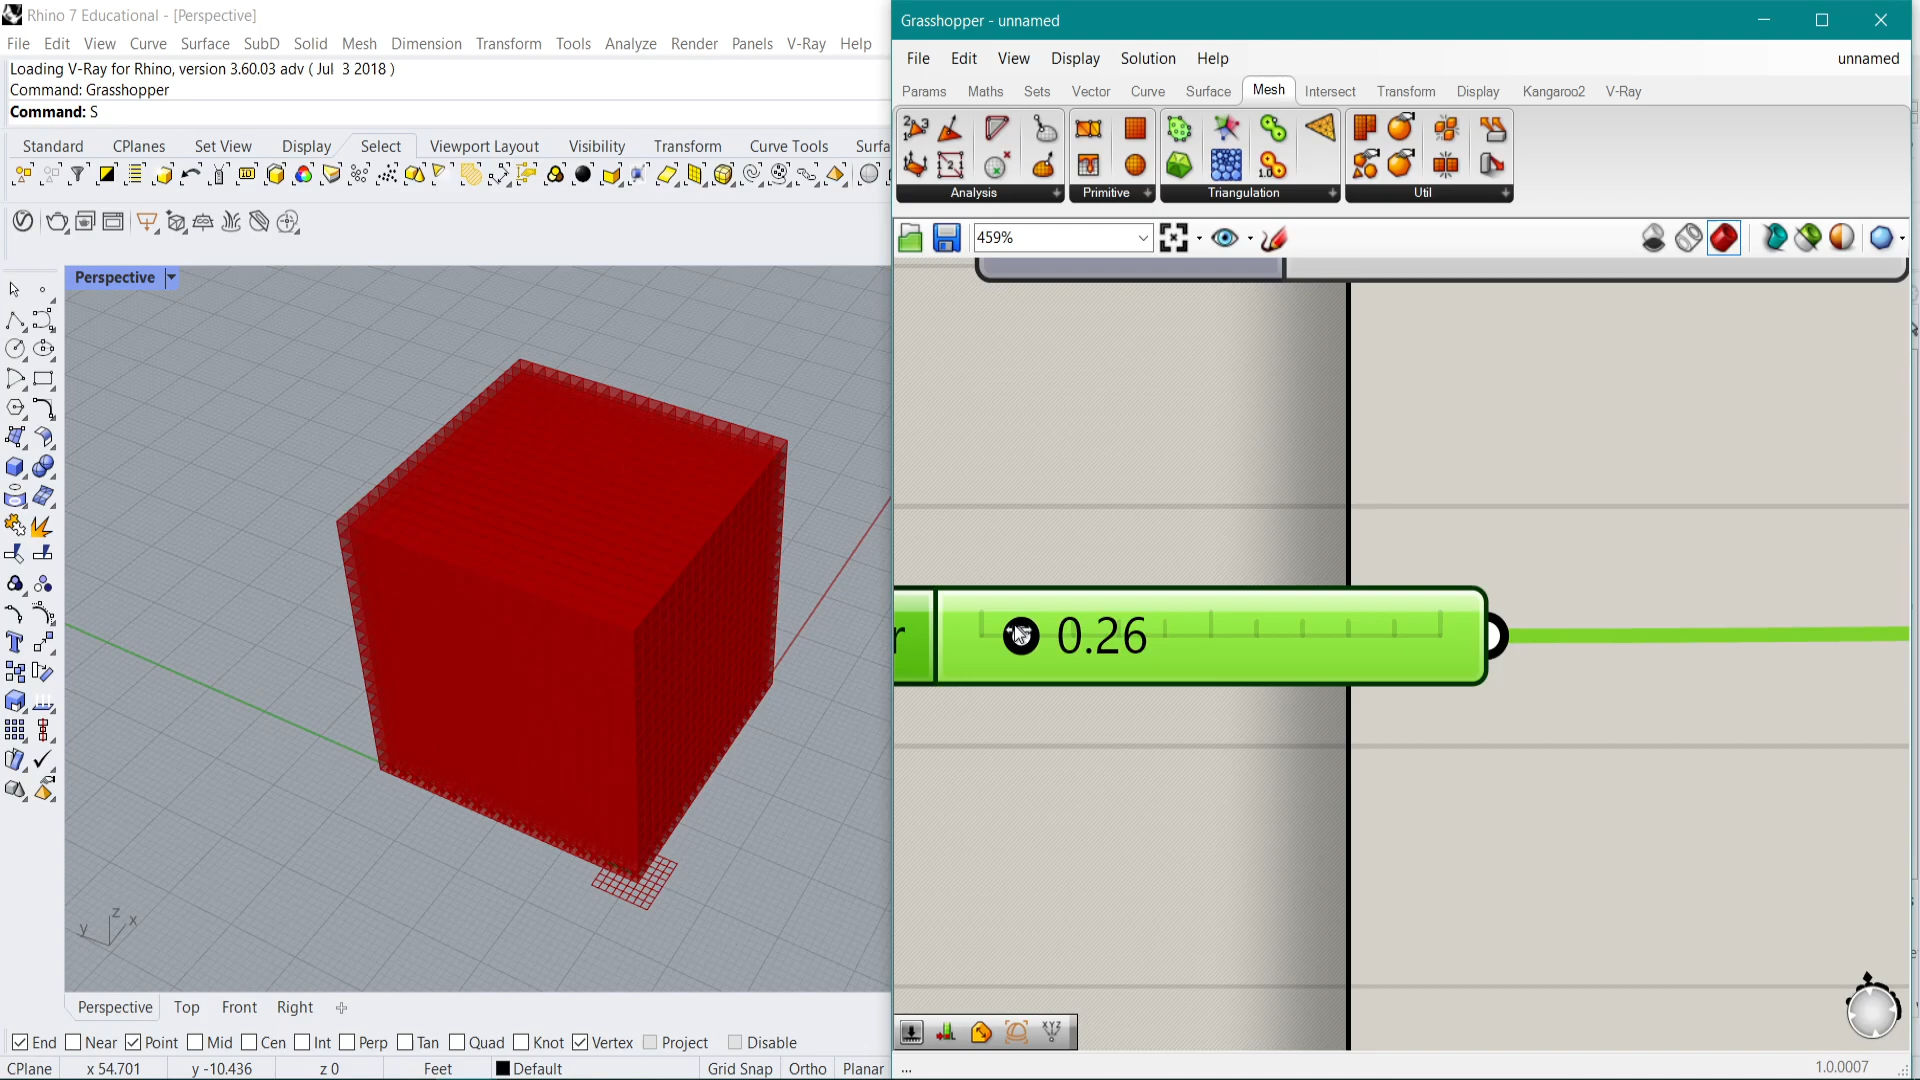 Rhino 7 Educational - [Perspective]
File Edit View Curve Surface SubD Solid Mesh Dimension Transform Tools Analyze Render Panels V-Ray Help
Loading V-Ray for Rhino, version 3.60.03 adv ( Jul 3 2018 )
Command: Grasshopper
Command: S
Standard CPlanes Set View Display Select Viewport Layout Visibility Transform Curve Tools Surfa
Perspective
z
y x
Perspective Top Front Right
End Near Point Mid Cen Int Perp Tan Quad Knot Vertex Project Disable
CPlane x 54.701 y -10.436 z 0 Feet Default Grid Snap Ortho Planar
Grasshopper - unnamed
File Edit View Display Solution Help unnamed
Params Maths Sets Vector Curve Surface Mesh Intersect Transform Display Kangaroo2 V-Ray
Analysis Primitive Triangulation Util
459%
r 0.26
XYZ
... 1.0.0007